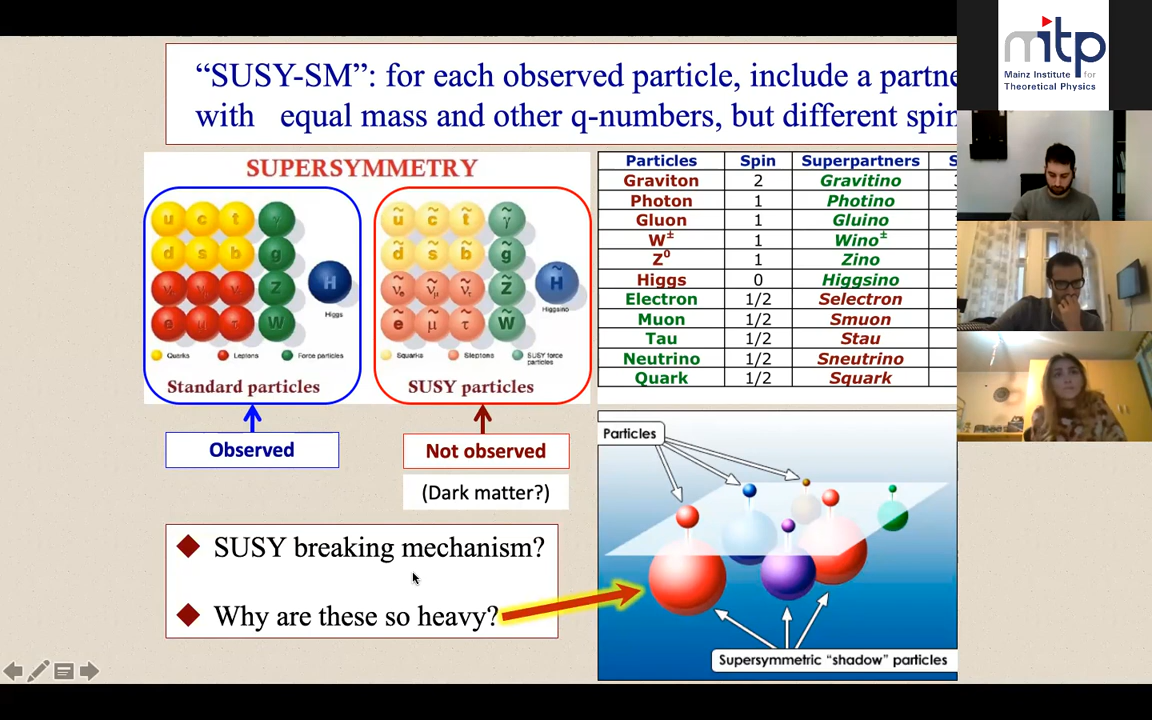 “SUSY-SM”: for each observed particle, include a partne
with equal mass and other q-numbers, but different spin
mitp
Mainz Institute for
Theoretical Physics
SUPERSYMMETRY
u c t γ
d s b g
Z
e μ τ W
H
Higgs
Quarks Leptons Force particles
Standard particles
ũ c̃ t̃ γ̃
d̃ s̃ b̃ g̃
ν̃e ν̃μ ν̃τ Z̃
ẽ μ̃ τ̃ W̃
H̃
Higgsino
Squarks Sleptons SUSY force
particles
SUSY particles
Particles Spin Superpartners S
Graviton 2 Gravitino
Photon 1 Photino
Gluon 1 Gluino
W± 1 Wino±
Z0 1 Zino
Higgs 0 Higgsino
Electron 1/2 Selectron
Muon 1/2 Smuon
Tau 1/2 Stau
Neutrino 1/2 Sneutrino
Quark 1/2 Squark
Observed
Not observed
(Dark matter?)
SUSY breaking mechanism?
Why are these so heavy?
Particles
Supersymmetric “shadow” particles